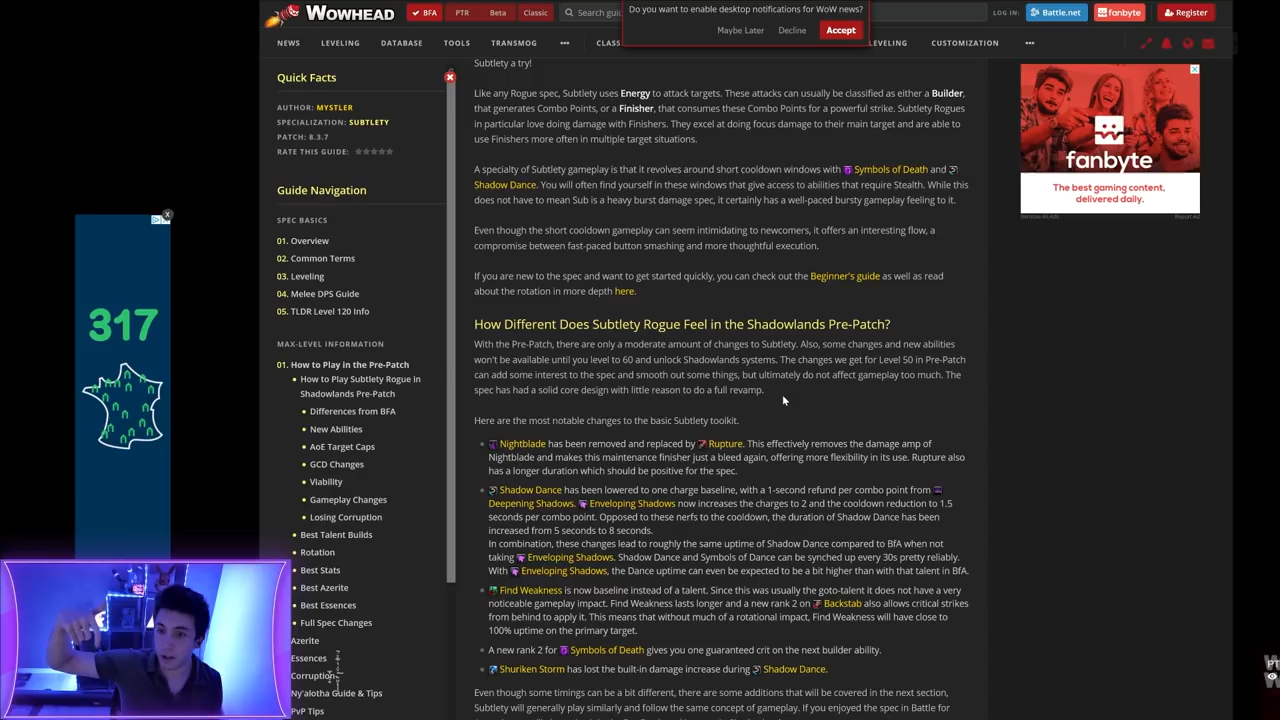 WOWHEAD
BFA
PTR
Beta
Classic
Search guid
Do you want to enable desktop notifications for WoW news?
Maybe Later
Decline
Accept
LOG IN:
Battle.net
fanbyte
Register
NEWS
LEVELING
DATABASE
TOOLS
TRANSMOG
•••
CLASS
LEVELING
CUSTOMIZATION
•••
Quick Facts
AUTHOR: MYSTLER
SPECIALIZATION: SUBTLETY
PATCH: 8.3.7
RATE THIS GUIDE:
Guide Navigation
SPEC BASICS
01. Overview
02. Common Terms
03. Leveling
04. Melee DPS Guide
05. TLDR Level 120 Info
MAX-LEVEL INFORMATION
01. How to Play in the Pre-Patch
• How to Play Subtlety Rogue in
Shadowlands Pre-Patch
• Differences from BFA
• New Abilities
• AoE Target Caps
• GCD Changes
• Viability
• Gameplay Changes
• Losing Corruption
• Best Talent Builds
• Rotation
• Best Stats
• Best Azerite
• Best Essences
• Full Spec Changes
Azerite
Essences
Corruption
Ny'alotha Guide & Tips
PvP Tips
317
Subtlety a try!
Like any Rogue spec, Subtlety uses Energy to attack targets. These attacks can usually be classified as either a Builder,
that generates Combo Points, or a Finisher, that consumes these Combo Points for a powerful strike. Subtlety Rogues
in particular love doing damage with Finishers. They excel at doing focus damage to their main target and are able to
use Finishers more often in multiple target situations.
A specialty of Subtlety gameplay is that it revolves around short cooldown windows with Symbols of Death and
Shadow Dance. You will often find yourself in these windows that give access to abilities that require Stealth. While this
does not have to mean Sub is a heavy burst damage spec, it certainly has a well-paced bursty gameplay feeling to it.
Even though the short cooldown gameplay can seem intimidating to newcomers, it offers an interesting flow, a
compromise between fast-paced button smashing and more thoughtful execution.
If you are new to the spec and want to get started quickly, you can check out the Beginner's guide as well as read
about the rotation in more depth here.
How Different Does Subtlety Rogue Feel in the Shadowlands Pre-Patch?
With the Pre-Patch, there are only a moderate amount of changes to Subtlety. Also, some changes and new abilities
won't be available until you level to 60 and unlock Shadowlands systems. The changes we get for Level 50 in Pre-Patch
can add some interest to the spec and smooth out some things, but ultimately do not affect gameplay too much. The
spec has had a solid core design with little reason to do a full revamp.
Here are the most notable changes to the basic Subtlety toolkit.
Nightblade has been removed and replaced by Rupture. This effectively removes the damage amp of
Nightblade and makes this maintenance finisher just a bleed again, offering more flexibility in its use. Rupture also
has a longer duration which should be positive for the spec.
Shadow Dance has been lowered to one charge baseline, with a 1-second refund per combo point from
Deepening Shadows. Enveloping Shadows now increases the charges to 2 and the cooldown reduction to 1.5
seconds per combo point. Opposed to these nerfs to the cooldown, the duration of Shadow Dance has been
increased from 5 seconds to 8 seconds.
In combination, these changes lead to roughly the same uptime of Shadow Dance compared to BfA when not
taking Enveloping Shadows. Shadow Dance and Symbols of Death can be synched up every 30s pretty reliably.
With Enveloping Shadows, the Dance uptime can even be expected to be a bit higher than with that talent in BfA.
Find Weakness is now baseline instead of a talent. Since this was usually the goto-talent it does not have a very
noticeable gameplay impact. Find Weakness lasts longer and a new rank 2 on Backstab also allows critical strikes
from behind to apply it. This means that without much of a rotational impact, Find Weakness will have close to
100% uptime on the primary target.
A new rank 2 for Symbols of Death gives you one guaranteed crit on the next builder ability.
Shuriken Storm has lost the built-in damage increase during Shadow Dance.
Even though some timings can be a bit different, there are some additions that will be covered in the next section,
Subtlety will generally play similarly and follow the same concept of gameplay. If you enjoyed the spec in Battle for
fanbyte
The best gaming content,
delivered daily.
Remove All Ads
Report Ad
PT